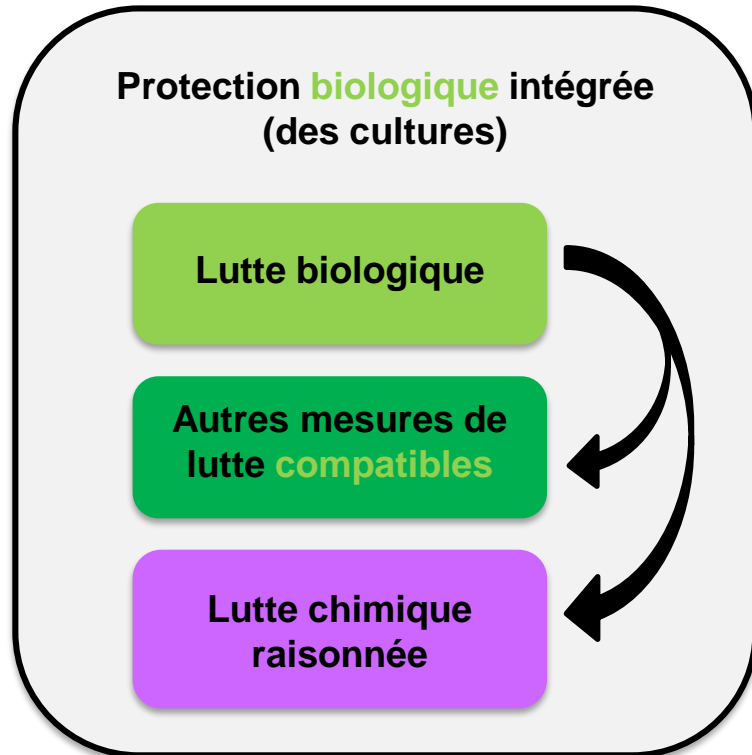 Protection biologique intégrée
(des cultures)
Lutte biologique
Autres mesures de
lutte compatibles
Lutte chimique
raisonnée